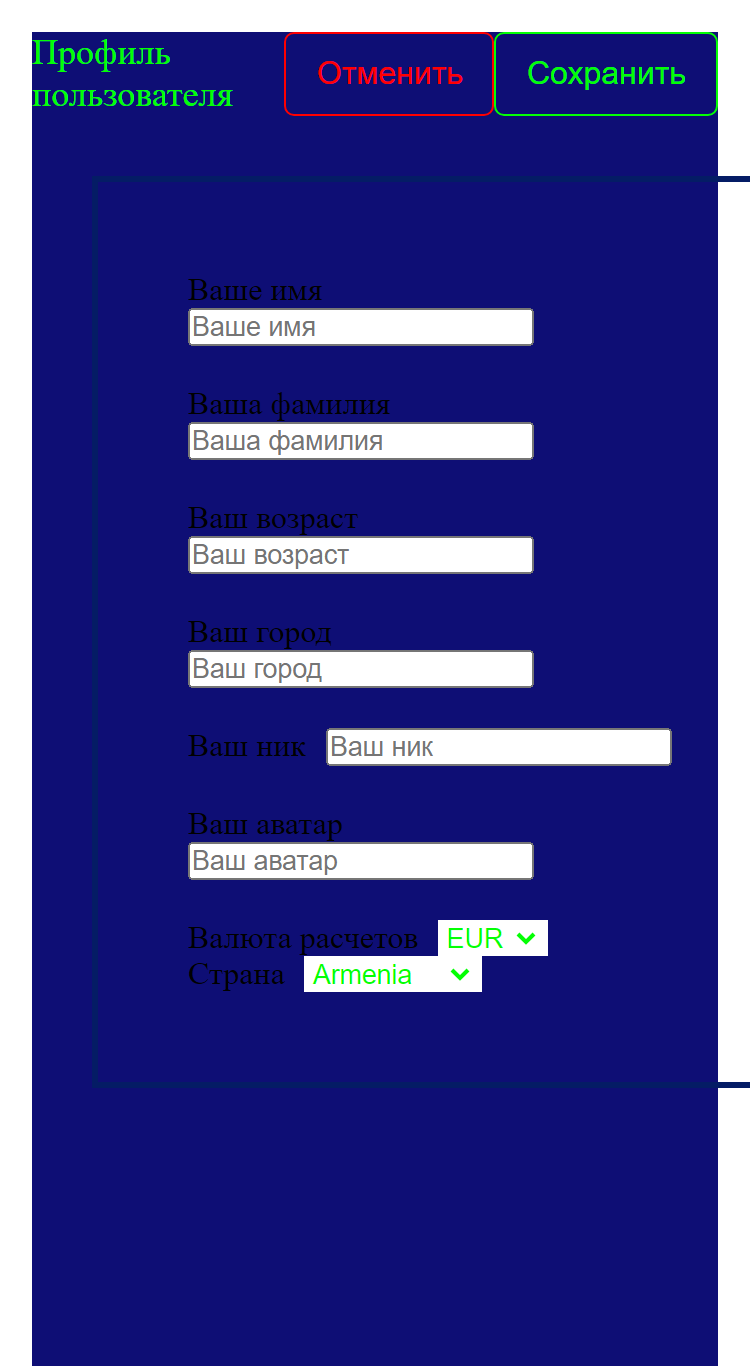 Профиль
пользователя
Отменить
Сохранить
Ваше имя
Ваше имя
Ваша фамилия
Ваша фамилия
Ваш возраст
Ваш возраст
Ваш город
Ваш город
Ваш ник Ваш ник
Ваш аватар
Ваш аватар
Валюта расчетов EUR
Страна Armenia